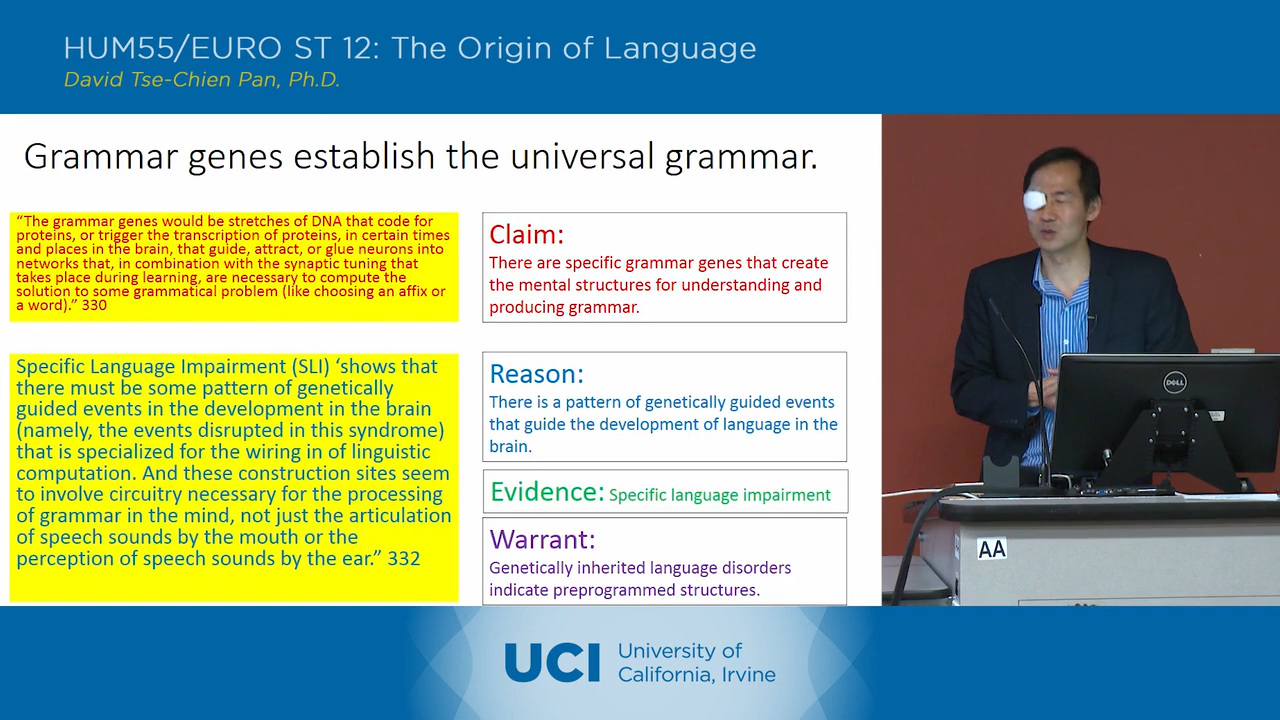 HUM55/EURO ST 12: The Origin of Language
David Tse-Chien Pan, Ph.D.
Grammar genes establish the universal grammar.
“The grammar genes would be stretches of DNA that code for
proteins, or trigger the transcription of proteins, in certain times
and places in the brain, that guide, attract, or glue neurons into
networks that, in combination with the synaptic tuning that
takes place during learning, are necessary to compute the
solution to some grammatical problem (like choosing an affix or
a word).” 330
Claim:
There are specific grammar genes that create
the mental structures for understanding and
producing grammar.
Specific Language Impairment (SLI) ‘shows that
there must be some pattern of genetically
guided events in the development in the brain
(namely, the events disrupted in this syndrome)
that is specialized for the wiring in of linguistic
computation. And these construction sites seem
to involve circuitry necessary for the processing
of grammar in the mind, not just the articulation
of speech sounds by the mouth or the
perception of speech sounds by the ear.” 332
Reason:
There is a pattern of genetically guided events
that guide the development of language in the
brain.
Evidence: Specific language impairment
Warrant:
Genetically inherited language disorders
indicate preprogrammed structures.
DELL
AA
UCI University of
California, Irvine